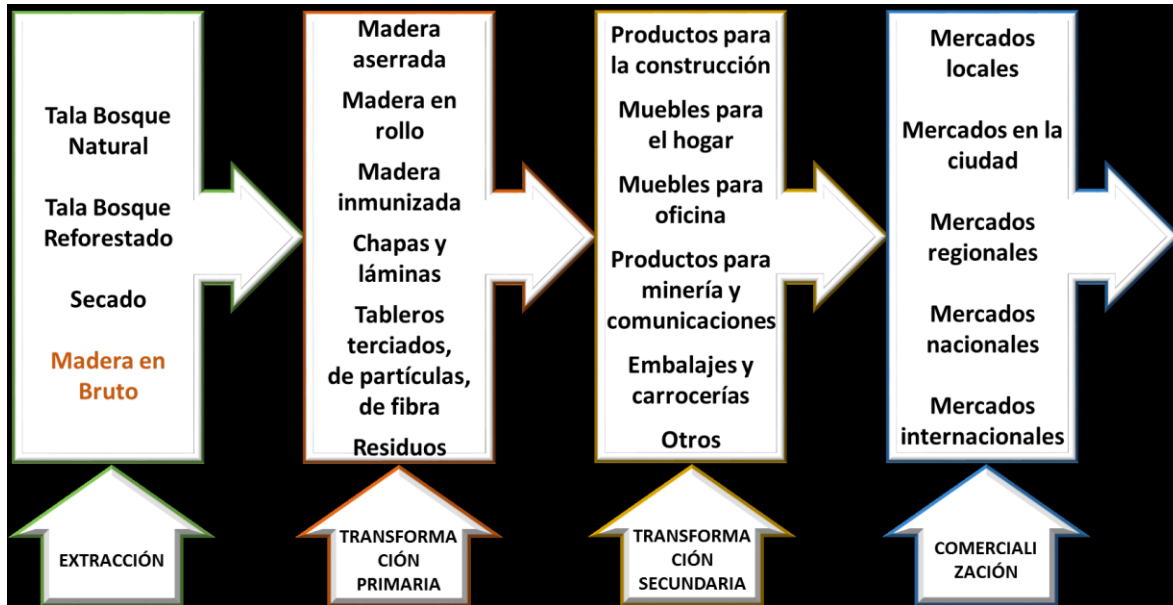 Tala Bosque
Natural
Tala Bosque
Reforestado
Secado
Madera en
Bruto
EXTRACCIÓN
Madera
aserrada
Madera en
rollo
Madera
inmunizada
Chapas y
láminas
Tableros
terciados,
de partículas,
de fibra
Residuos
TRANSFORMA
CIÓN
PRIMARIA
Productos para
la construcción
Muebles para
el hogar
Muebles para
oficina
Productos para
minería y
comunicaciones
Embalajes y
carrocerías
Otros
TRANSFORMA
CIÓN
SECUNDARIA
Mercados
locales
Mercados en la
ciudad
Mercados
regionales
Mercados
nacionales
Mercados
internacionales
COMERCIALI
ZACIÓN